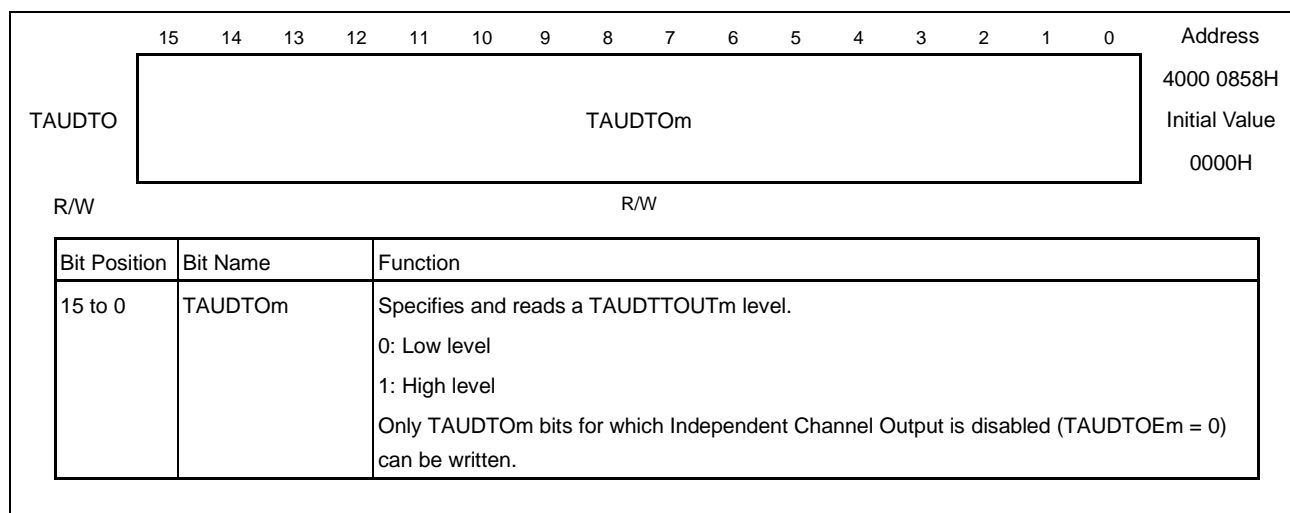 15 14 13 12 11 10 9 8 7 6 5 4 3 2 1 0 Address
4000 0858H
TAUDTO TAUDTOm Initial Value
0000H
R/W R/W
Bit Position Bit Name Function
15 to 0 TAUDTOm Specifies and reads a TAUDTTOUTm level.
0: Low level
1: High level
Only TAUDTOm bits for which Independent Channel Output is disabled (TAUDTOEm = 0)
can be written.